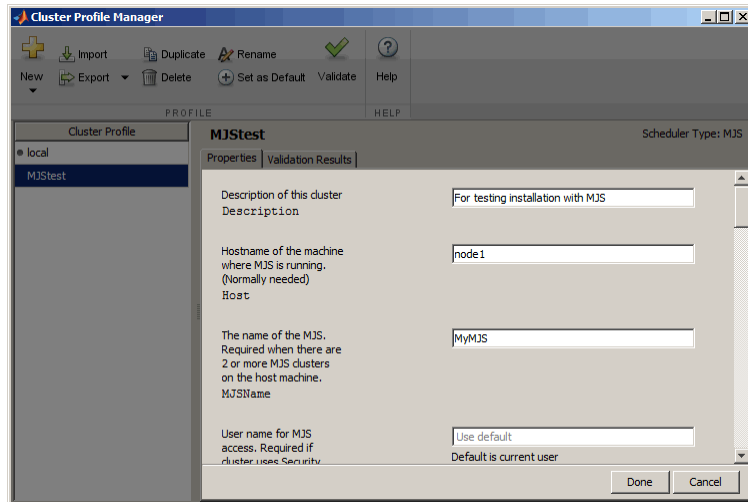 Cluster Profile Manager
New
Import
Export
Duplicate
Delete
Rename
Set as Default
Validate
Help
PROFILE
HELP
Cluster Profile
local
MJStest
MJStest
Scheduler Type: MJS
Properties
Validation Results
Description of this cluster
Description
For testing installation with MJS
Hostname of the machine
where MJS is running.
(Normally needed)
Host
node1
The name of the MJS.
Required when there are
2 or more MJS clusters
on the host machine.
MJSName
MyMJS
User name for MJS
access. Required if
cluster uses Security
Use default
Default is current user
Done
Cancel